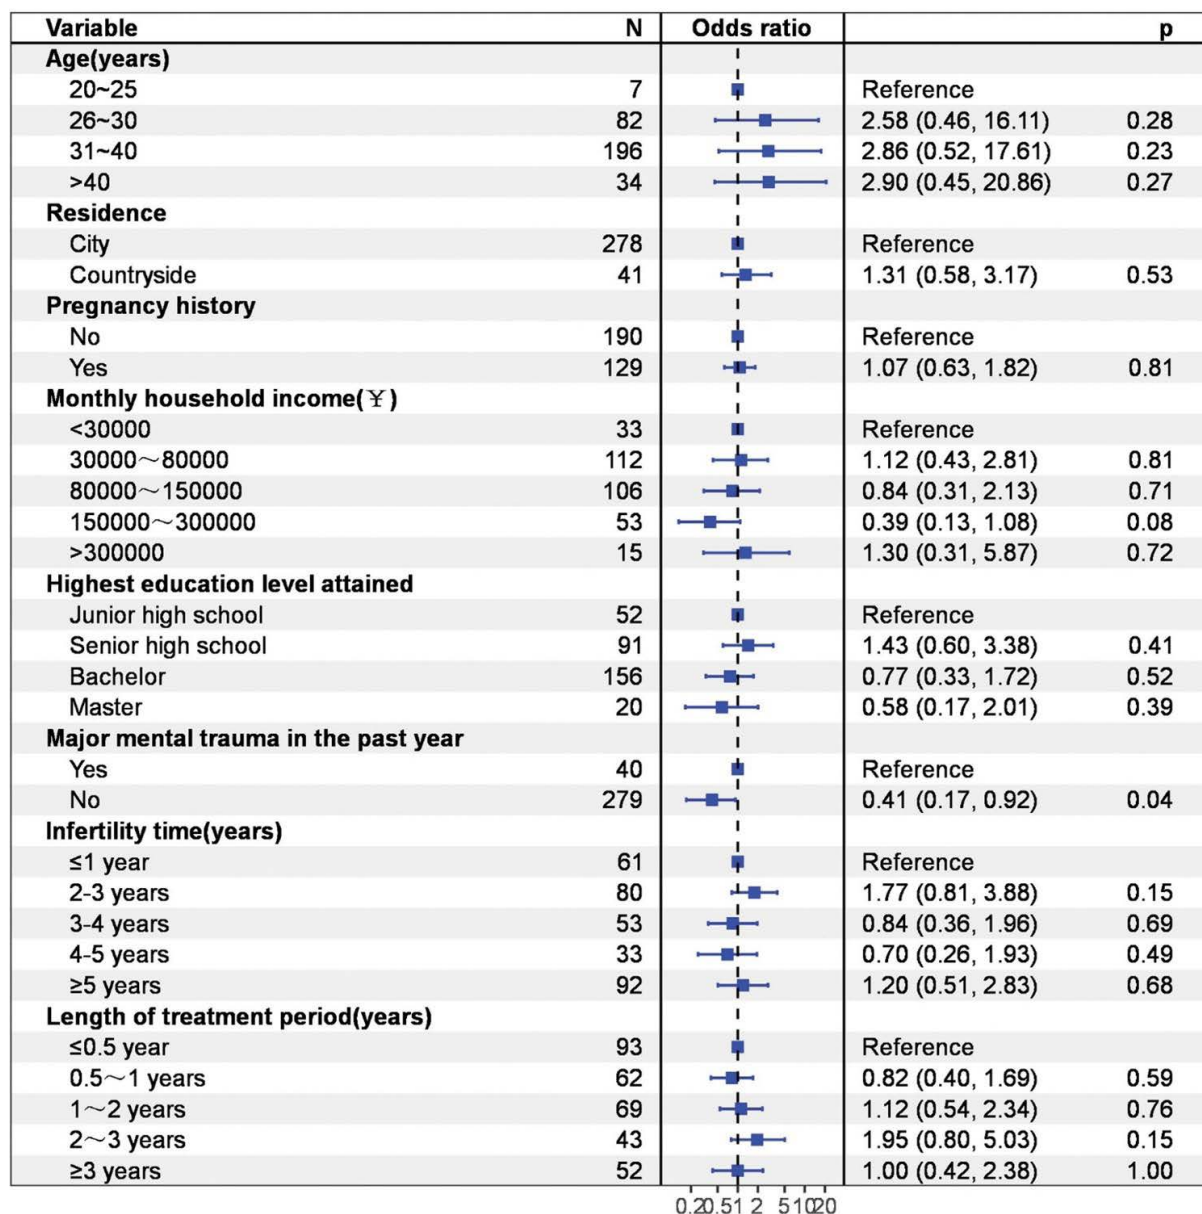 Variable N Odds ratio p
Age(years)
20~25 7 Reference
26~30 82 2.58 (0.46, 16.11) 0.28
31~40 196 2.86 (0.52, 17.61) 0.23
>40 34 2.90 (0.45, 20.86) 0.27
Residence
City 278 Reference
Countryside 41 1.31 (0.58, 3.17) 0.53
Pregnancy history
No 190 Reference
Yes 129 1.07 (0.63, 1.82) 0.81
Monthly household income(¥)
<30000 33 Reference
30000～80000 112 1.12 (0.43, 2.81) 0.81
80000～150000 106 0.84 (0.31, 2.13) 0.71
150000～300000 53 0.39 (0.13, 1.08) 0.08
>300000 15 1.30 (0.31, 5.87) 0.72
Highest education level attained
Junior high school 52 Reference
Senior high school 91 1.43 (0.60, 3.38) 0.41
Bachelor 156 0.77 (0.33, 1.72) 0.52
Master 20 0.58 (0.17, 2.01) 0.39
Major mental trauma in the past year
Yes 40 Reference
No 279 0.41 (0.17, 0.92) 0.04
Infertility time(years)
≤1 year 61 Reference
2-3 years 80 1.77 (0.81, 3.88) 0.15
3-4 years 53 0.84 (0.36, 1.96) 0.69
4-5 years 33 0.70 (0.26, 1.93) 0.49
≥5 years 92 1.20 (0.51, 2.83) 0.68
Length of treatment period(years)
≤0.5 year 93 Reference
0.5～1 years 62 0.82 (0.40, 1.69) 0.59
1～2 years 69 1.12 (0.54, 2.34) 0.76
2～3 years 43 1.95 (0.80, 5.03) 0.15
≥3 years 52 1.00 (0.42, 2.38) 1.00
0.2 0.5 1 2 5 10 20